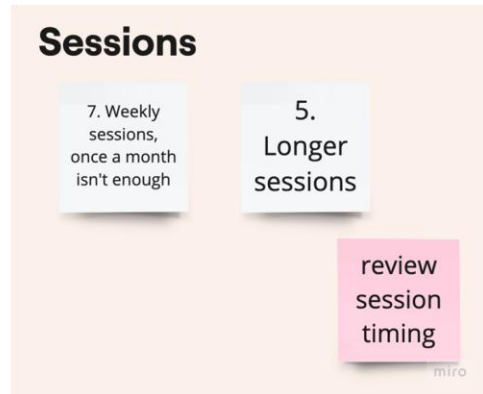 Sessions
7. Weekly
sessions,
once a month
isn't enough
5.
Longer
sessions
review
session
timing
miro